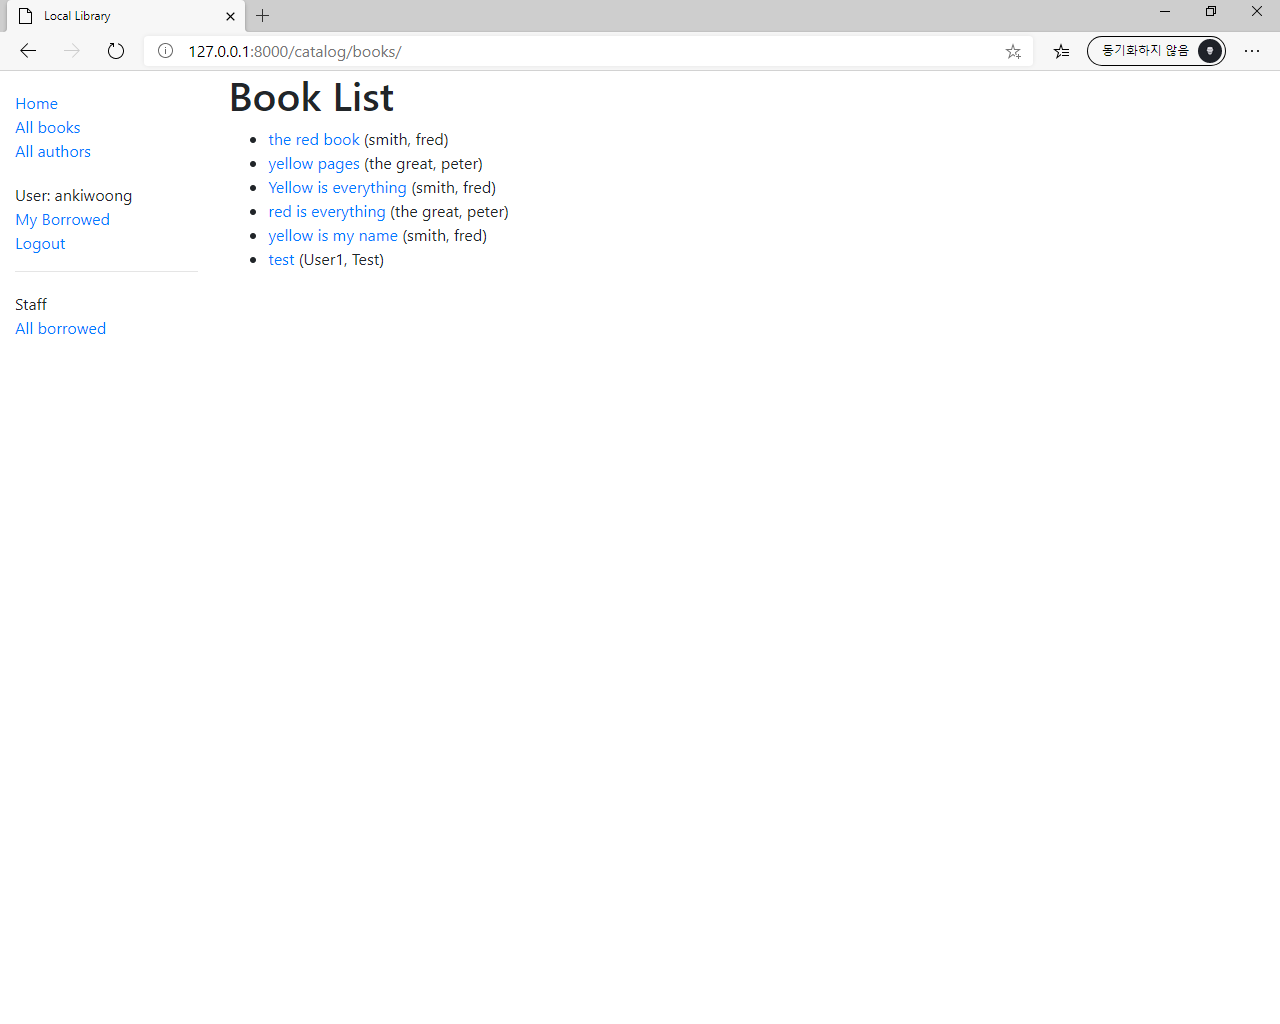 Local Library
127.0.0.1:8000/catalog/books/
동기화하지 않음
Home
All books
All authors
User: ankiwoong
My Borrowed
Logout
Staff
All borrowed
Book List
the red book (smith, fred)
yellow pages (the great, peter)
Yellow is everything (smith, fred)
red is everything (the great, peter)
yellow is my name (smith, fred)
test (User1, Test)